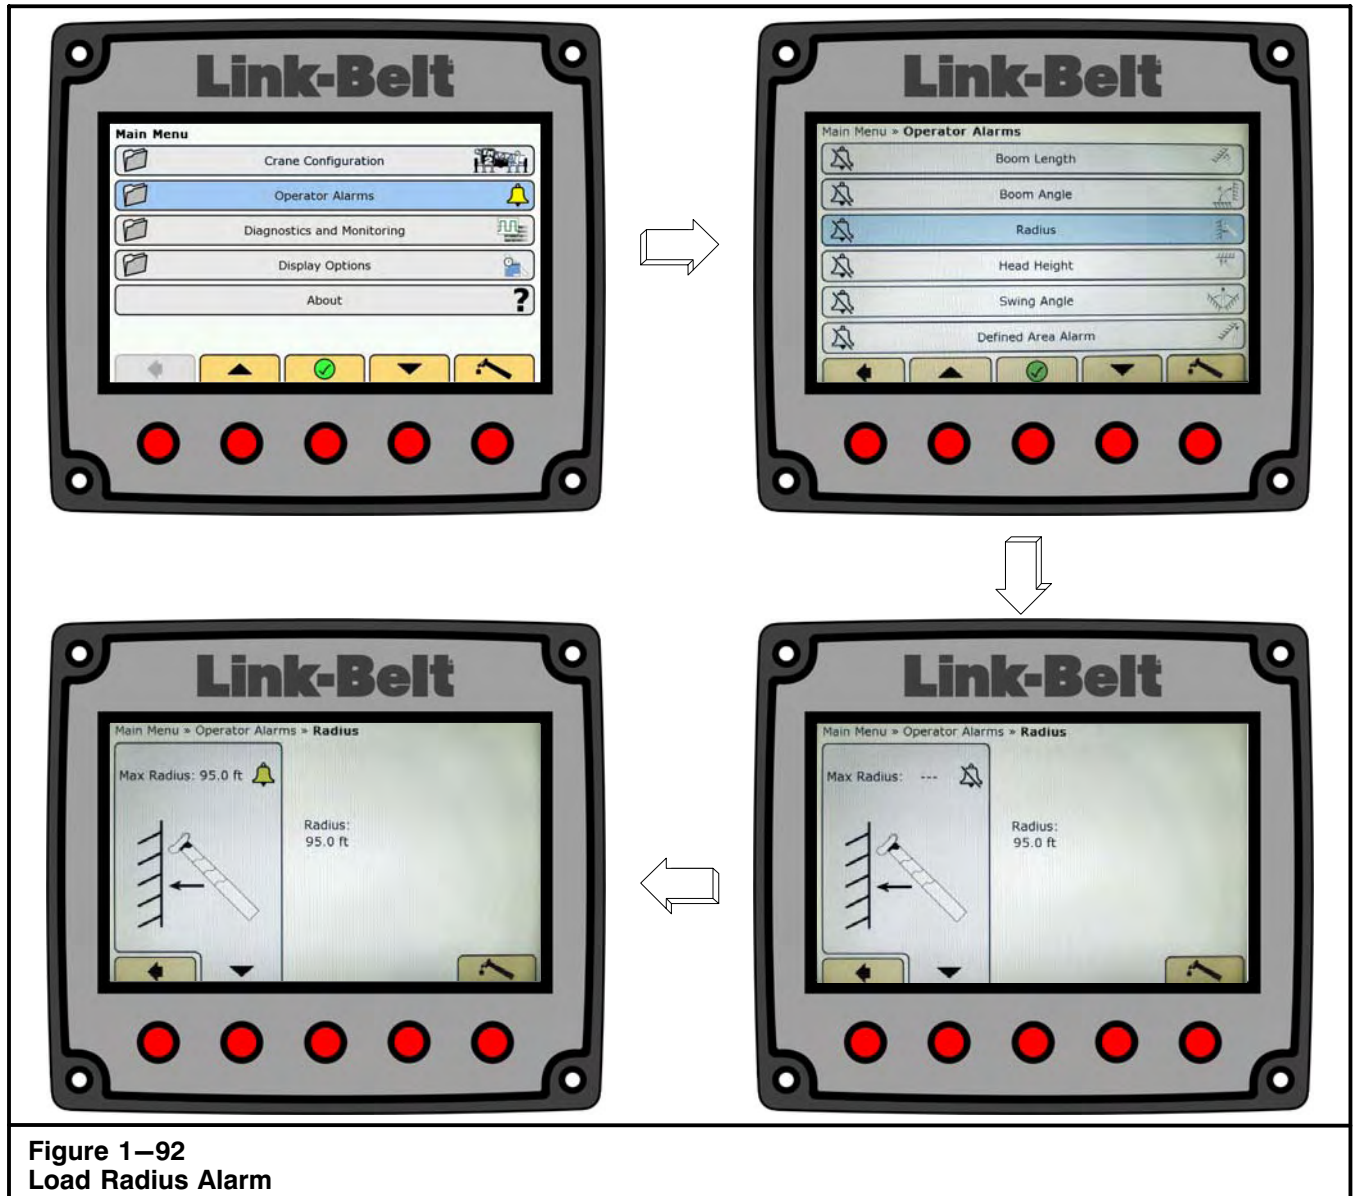 Link-Belt
Main Menu
Crane Configuration
Operator Alarms
Diagnostics and Monitoring
Display Options
About
?
Link-Belt
Main Menu » Operator Alarms
Boom Length
Boom Angle
Radius
Head Height
Swing Angle
Defined Area Alarm
Link-Belt
Main Menu » Operator Alarms » Radius
Max Radius: 95.0 ft
Radius:
95.0 ft
Link-Belt
Main Menu » Operator Alarms » Radius
Max Radius: ---
Radius:
95.0 ft
Figure 1–92
Load Radius Alarm